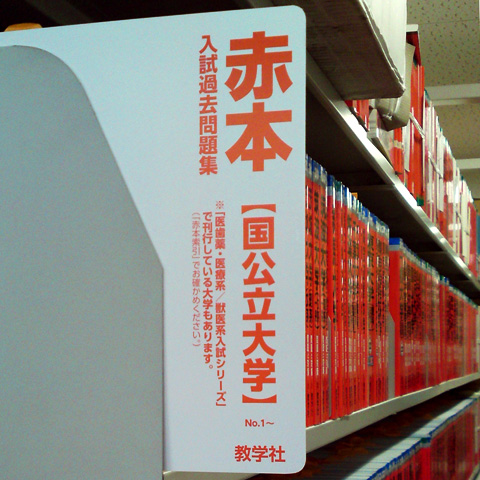 赤本
入試過去問題集
【国公立大学】
※「医歯薬・医療系／獣医系入試シリーズ」
で刊行している大学もあります。
（「赤本索引」でお確かめください。）
No.1～
教学社